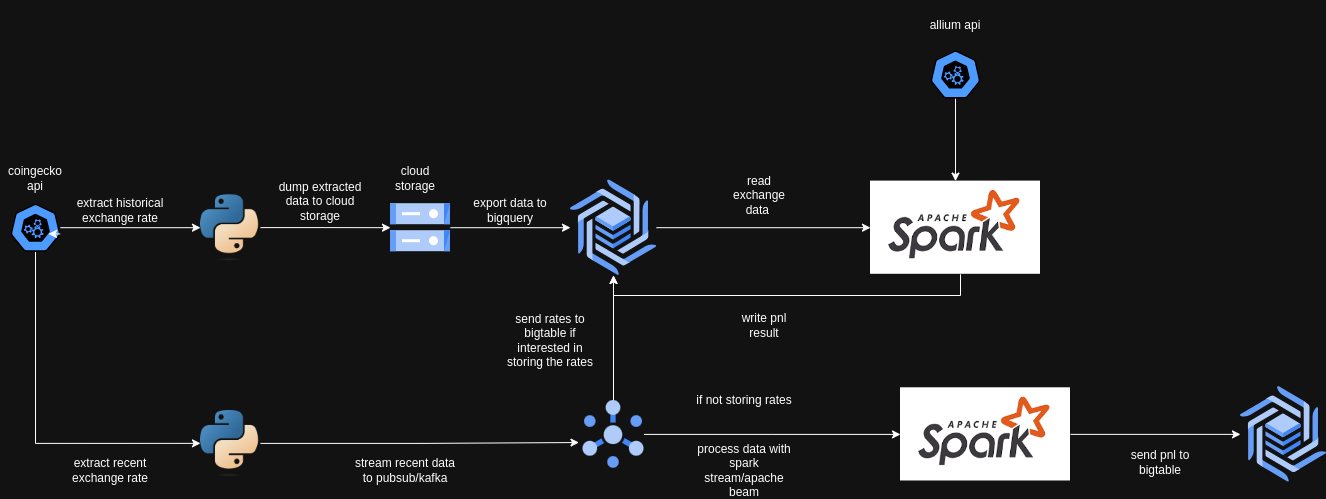 allium api
coingecko
api
extract historical
exchange rate
dump extracted
data to cloud
storage
cloud
storage
export data to
bigquery
read
exchange
data
APACHE
Spark
send rates to
bigtable if
interested in
storing the rates
write pnl
result
if not storing rates
APACHE
Spark
extract recent
exchange rate
stream recent data
to pubsub/kafka
process data with
spark
stream/apache
beam
send pnl to
bigtable